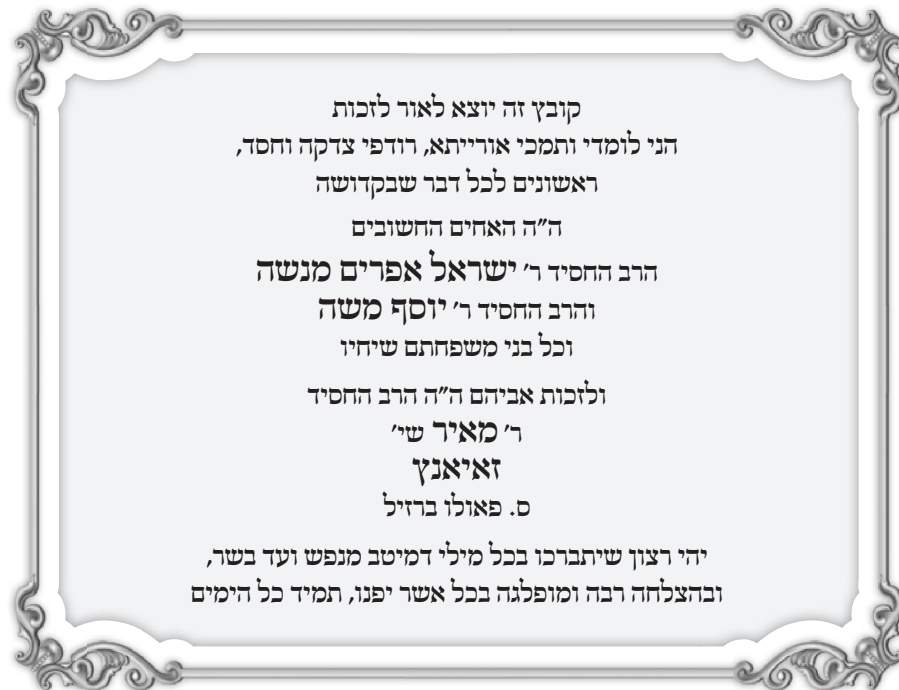 קובץ זה יוצא לאור לזכות
הני לומדי ותמכי אורייתא, רודפי צדקה וחסד,
ראשונים לכל דבר שבקדושה
ה״ה האחים החשובים
הרב החסיד ר׳ ישראל אפרים מנשה
והרב החסיד ר׳ יוסף משה
וכל בני משפחתם שיחיו
ולזכות אביהם ה״ה הרב החסיד
ר׳ מאיר שי׳
זאיאנץ
ס. פאולו ברזיל
יהי רצון שיתברכו בכל מילי דמיטב מנפש ועד בשר,
ובהצלחה רבה ומופלגה בכל אשר יפנו, תמיד כל הימים